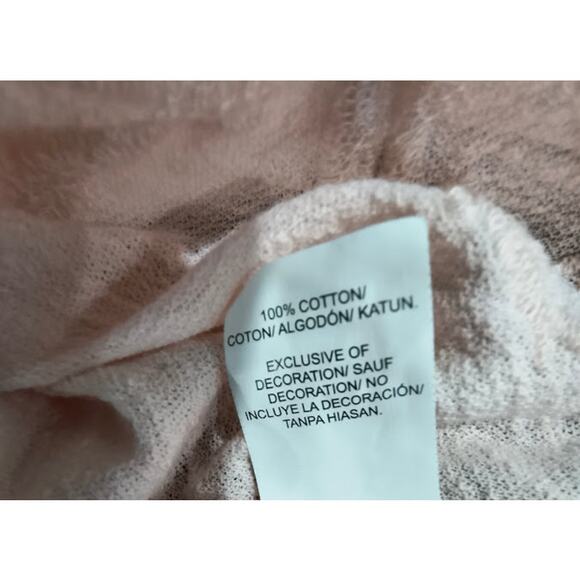 100% COTTON/
COTON/ ALGODÓN/ KATUN.
EXCLUSIVE OF
DECORATION/ SAUF
DECORATION/ NO
INCLUYE LA DECORACIÓN/
TANPA HIASAN.